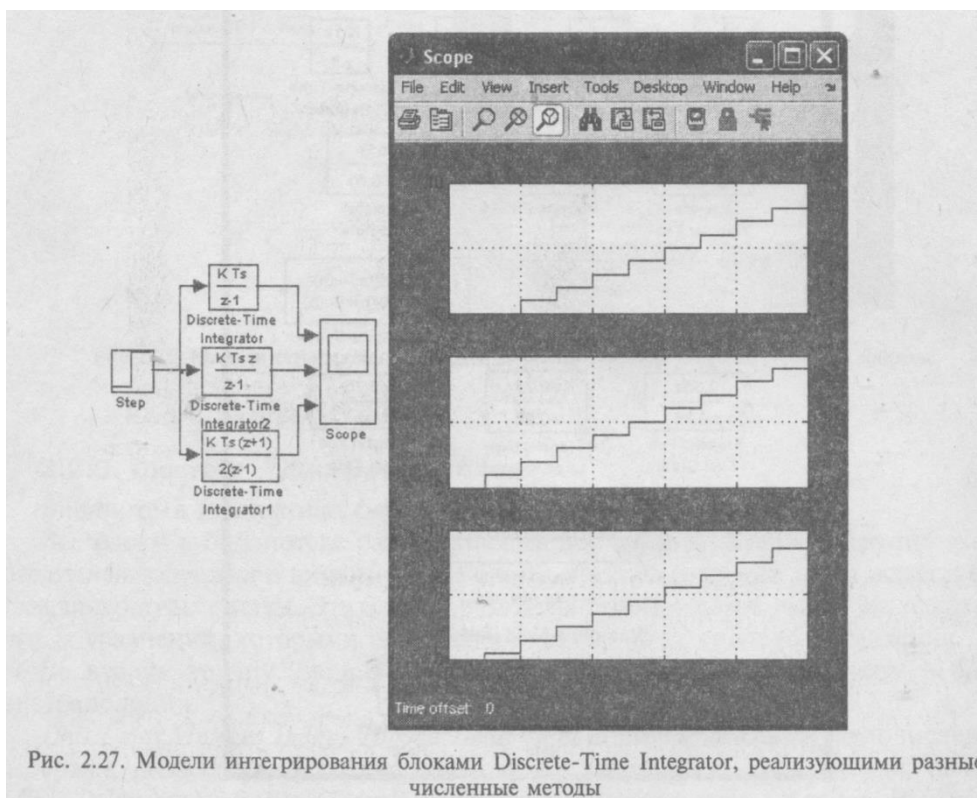 Scope
File Edit View Insert Tools Desktop Window Help
K Ts
z-1
Discrete-Time
Integrator
K Ts z
z-1
Discrete-Time
Integrator2
K Ts (z+1)
2(z-1)
Discrete-Time
Integrator1
Step
Scope
10
Time offset: 0
Рис. 2.27. Модели интегрирования блоками Discrete-Time Integrator, реализующими разные
численные методы